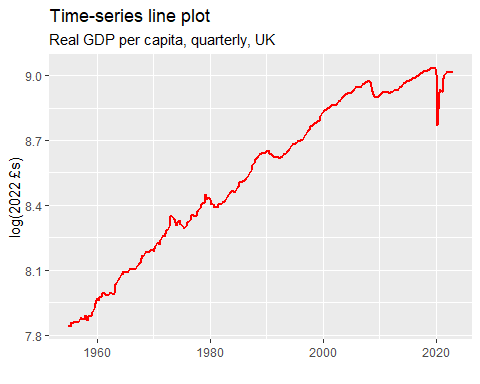 Time-series line plot
Real GDP per capita, quarterly, UK
log(2022 £s)
9.0
8.7
8.4
8.1
7.8
1960 1980 2000 2020